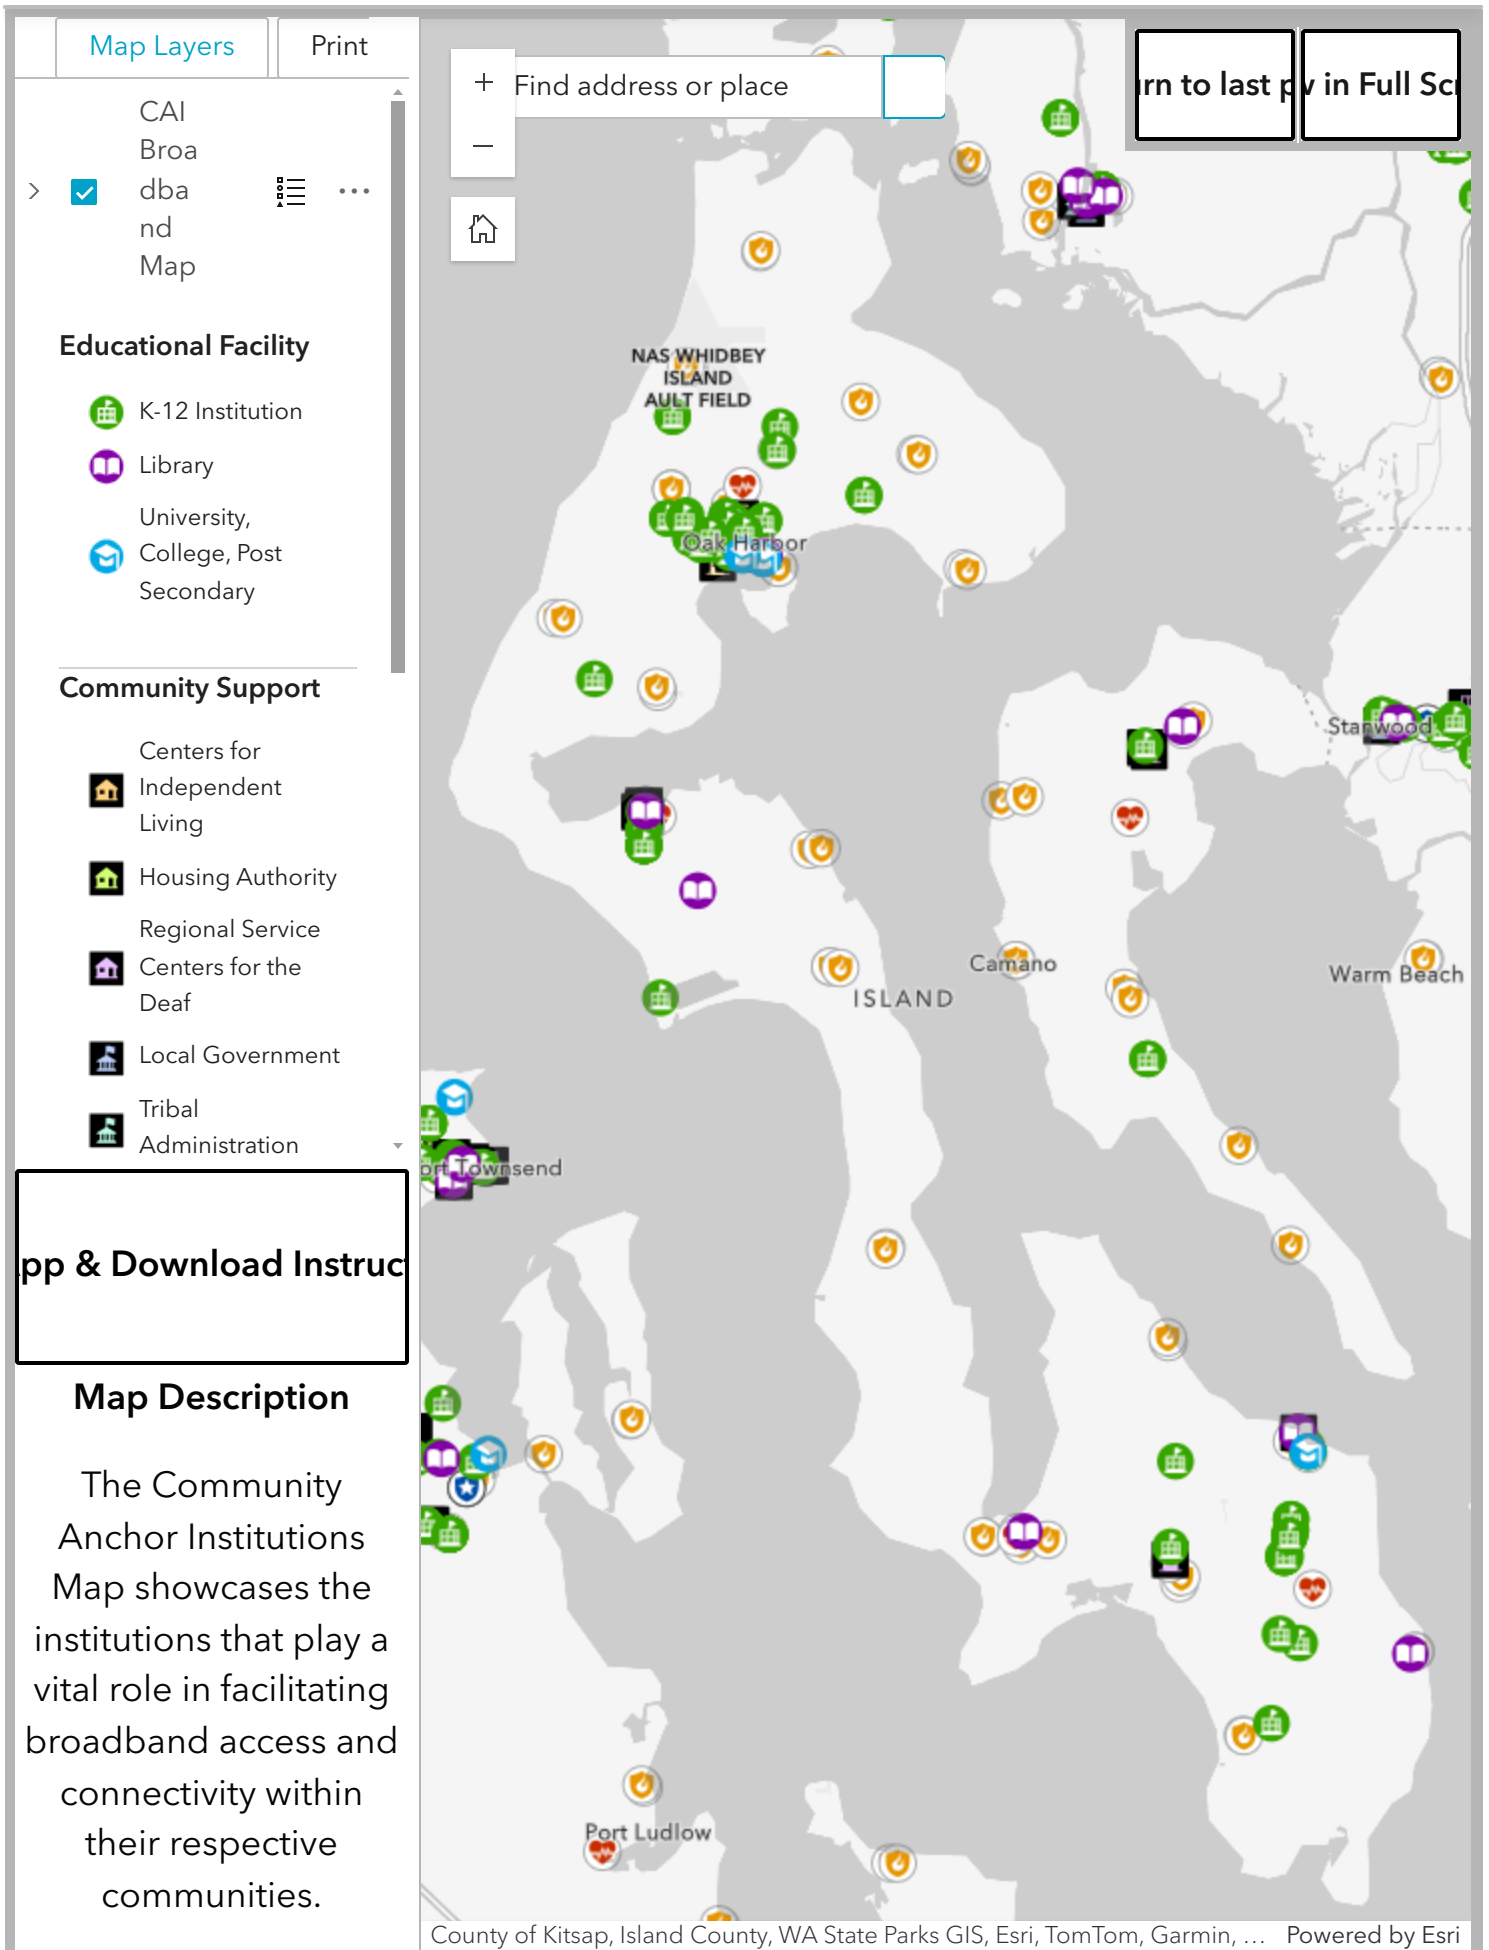 Map Layers
Print
CAI
Broa
dba
nd
Map
Educational Facility
K-12 Institution
Library
University,
College, Post
Secondary
Community Support
Centers for
Independent
Living
Housing Authority
Regional Service
Centers for the
Deaf
Local Government
Tribal
Administration
pp & Download Instruc
Map Description
The Community
Anchor Institutions
Map showcases the
institutions that play a
vital role in facilitating
broadband access and
connectivity within
their respective
communities.
+
Find address or place
−
rn to last p
v in Full Scr
NAS WHIDBEY
ISLAND
AULT FIELD
Oak Harbor
Stanwood
Camano
Warm Beach
ISLAND
ort Townsend
Port Ludlow
County of Kitsap, Island County, WA State Parks GIS, Esri, TomTom, Garmin, ...
Powered by Esri